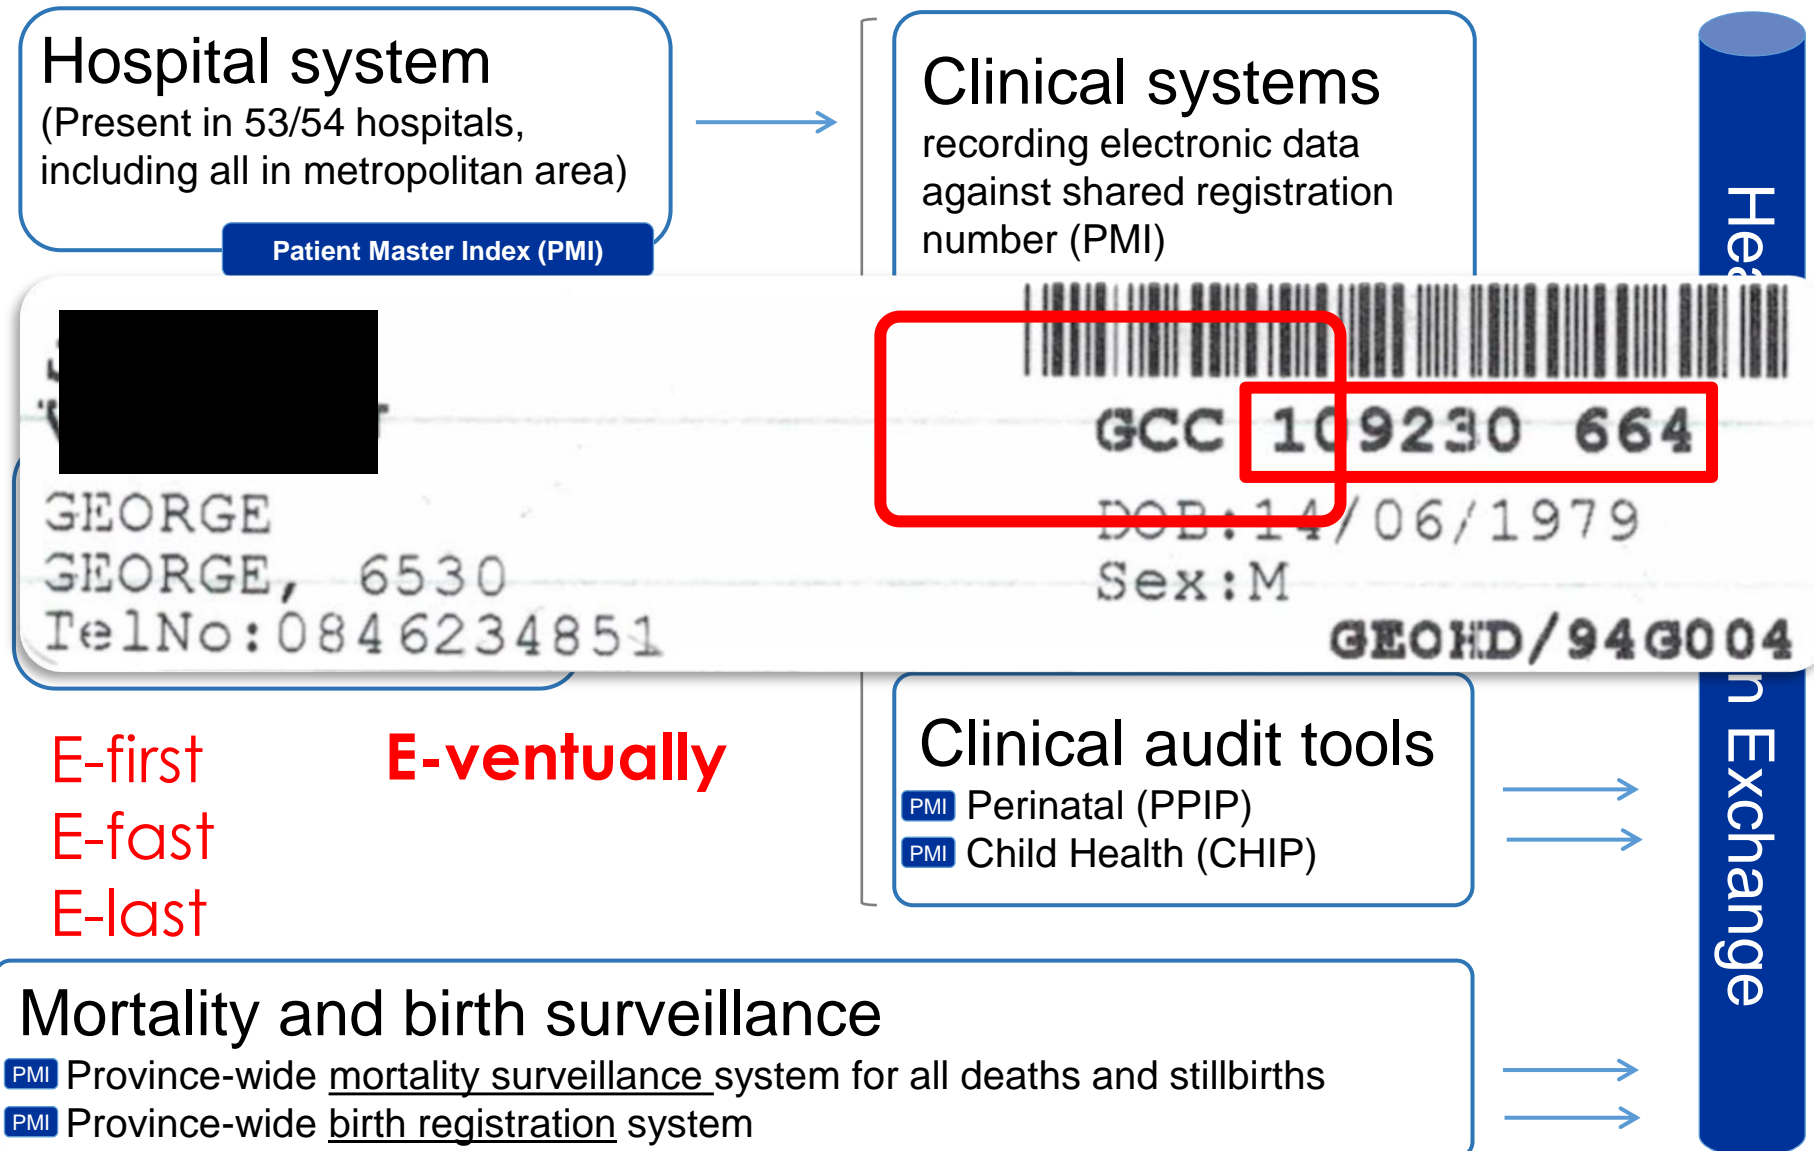 Hospital system
(Present in 53/54 hospitals,
including all in metropolitan area)
Patient Master Index (PMI)
Clinical systems
recording electronic data
against shared registration
number (PMI)
GCC 109230 664
GEORGE
GEORGE, 6530
TelNo:0846234851
DOB:14/06/1979
Sex:M
GEOHD/94G004
E-first
E-fast
E-last
E-ventually
Clinical audit tools
PMI Perinatal (PPIP)
PMI Child Health (CHIP)
Mortality and birth surveillance
PMI Province-wide mortality surveillance system for all deaths and stillbirths
PMI Province-wide birth registration system
Exchange